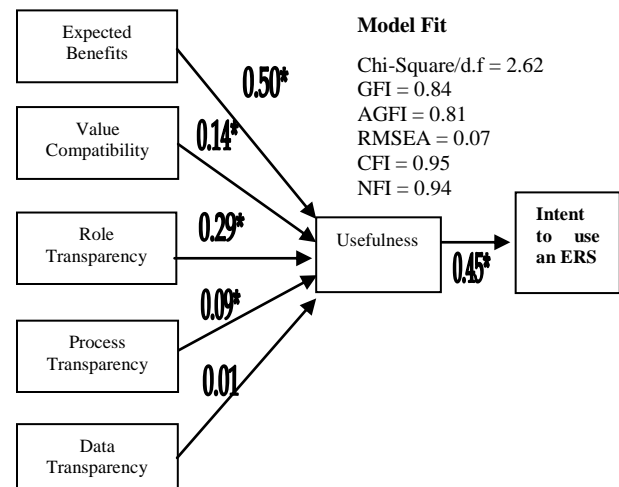 Expected
Benefits
Model Fit
Chi-Square/d.f = 2.62
GFI = 0.84
AGFI = 0.81
RMSEA = 0.07
CFI = 0.95
NFI = 0.94
0.50*
Value
Compatibility
0.14*
Role
Transparency
0.29*
Usefulness
0.45*
Intent
to use
an ERS
Process
Transparency
0.09*
Data
Transparency
0.01